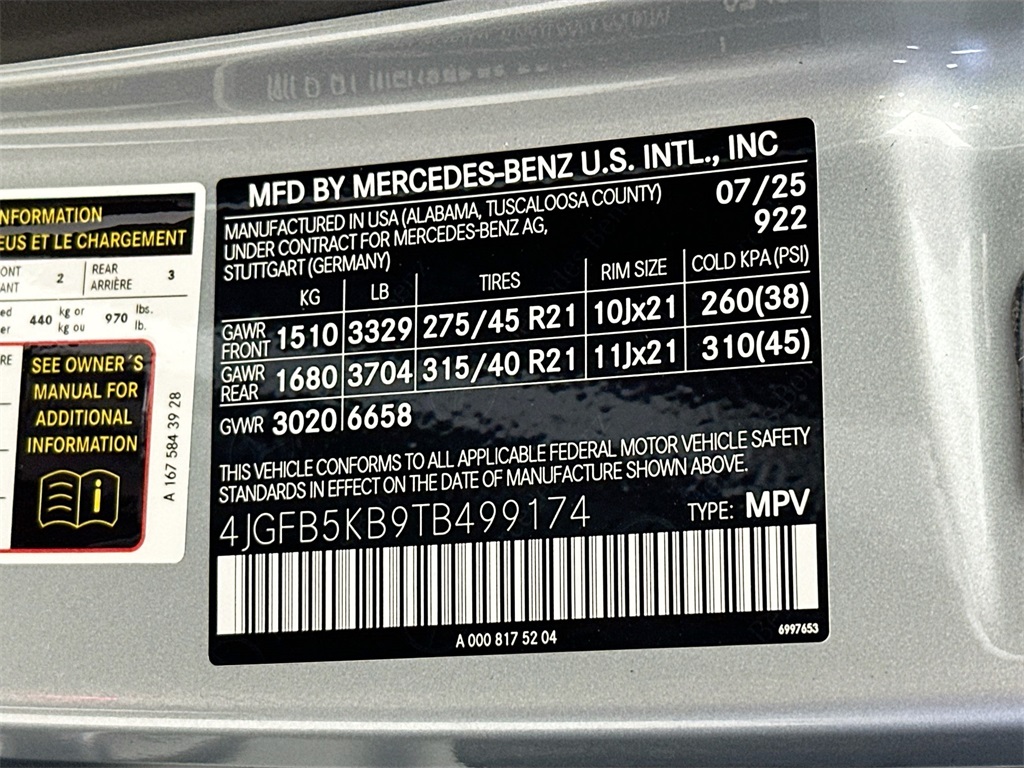 MFD BY MERCEDES-BENZ U.S. INTL., INC
MANUFACTURED IN USA (ALABAMA, TUSCALOOSA COUNTY)
UNDER CONTRACT FOR MERCEDES-BENZ AG,
STUTTGART (GERMANY)
07/25
922
KG LB TIRES RIM SIZE COLD KPA (PSI)
GAWR FRONT 1510 3329 275/45 R21 10Jx21 260(38)
GAWR REAR 1680 3704 315/40 R21 11Jx21 310(45)
GVWR 3020 6658
THIS VEHICLE CONFORMS TO ALL APPLICABLE FEDERAL MOTOR VEHICLE SAFETY
STANDARDS IN EFFECT ON THE DATE OF MANUFACTURE SHOWN ABOVE.
4JGFB5KB9TB499174 TYPE: MPV
A 000 817 52 04
6997653
NFORMATION
EUS ET LE CHARGEMENT
ONT
ANT
2
REAR
ARRIÈRE
3
ed
er
440 kg or
kg ou
970 lbs.
lb.
RE
SEE OWNER´S
MANUAL FOR
ADDITIONAL
INFORMATION
A 167 584 39 28